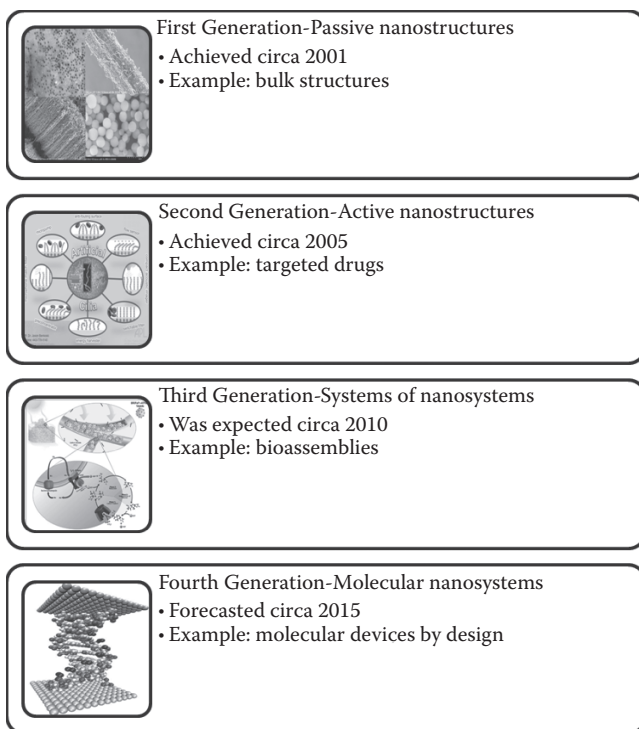 First Generation-Passive nanostructures
• Achieved circa 2001
• Example: bulk structures
Second Generation-Active nanostructures
• Achieved circa 2005
• Example: targeted drugs
Artificial
Cilia
Third Generation-Systems of nanosystems
• Was expected circa 2010
• Example: bioassemblies
Fourth Generation-Molecular nanosystems
• Forecasted circa 2015
• Example: molecular devices by design